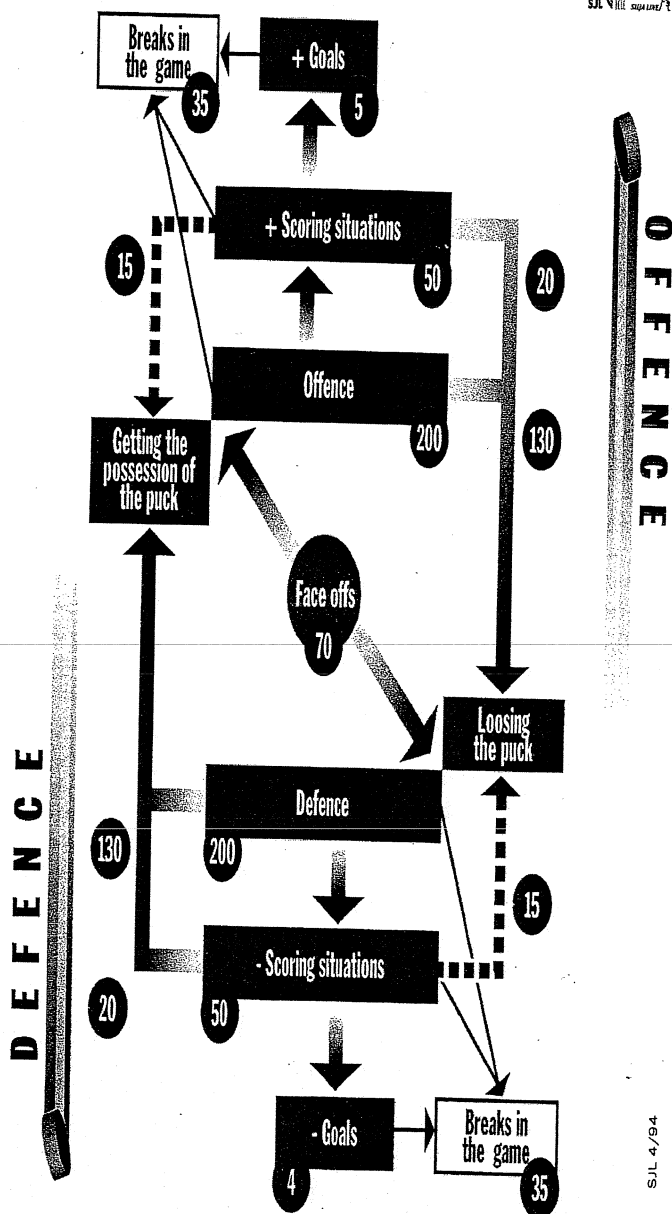 SJL
Breaks in
the game
35
+ Goals
5
+ Scoring situations
50
15
20
Offence
200
130
Getting the
possession of
the puck
OFFENCE
Face offs
70
Loosing
the puck
DEFENCE
Defence
200
130
15
- Scoring situations
50
20
- Goals
4
Breaks in
the game
35
SJL 4/94